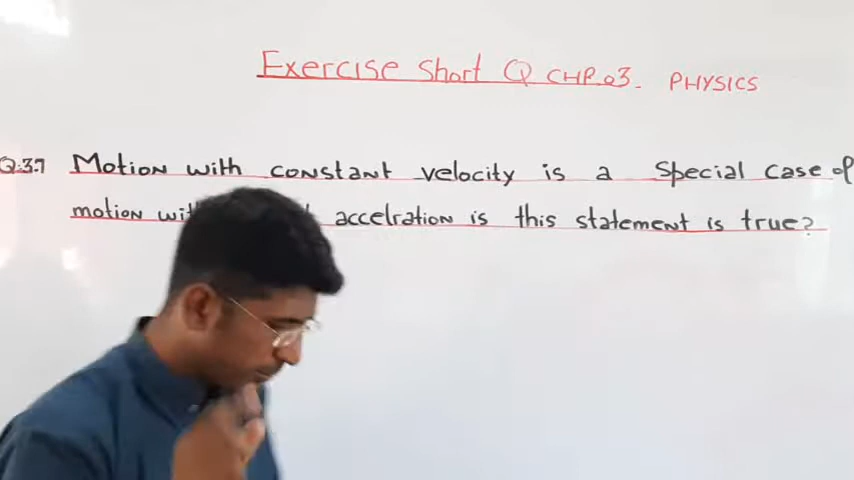 Exercise Short Q CHP.03. PHYSICS
Q:3.7 Motion with constant velocity is a Special case of
motion accelration is this statement is true?